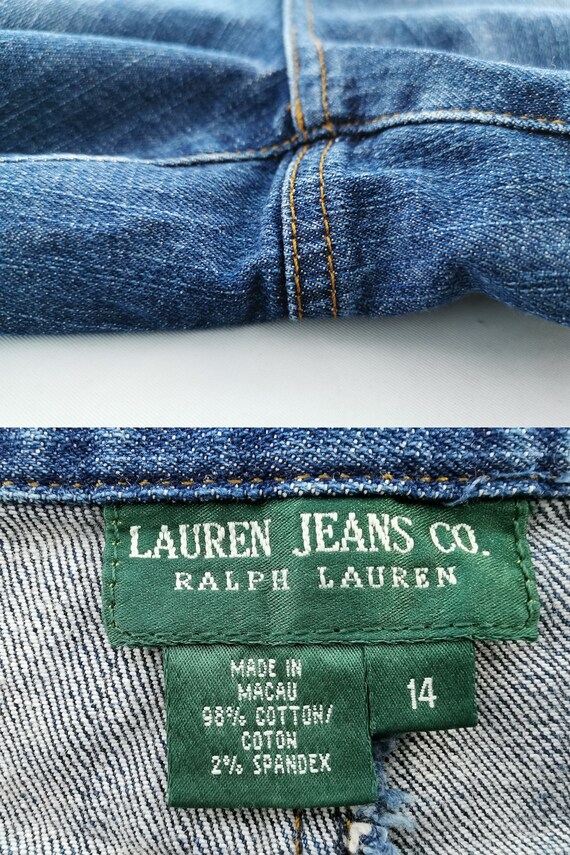 LAUREN JEANS CO.
RALPH LAUREN
MADE IN
MACAU
98% COTTON/
COTON
2% SPANDEX
14